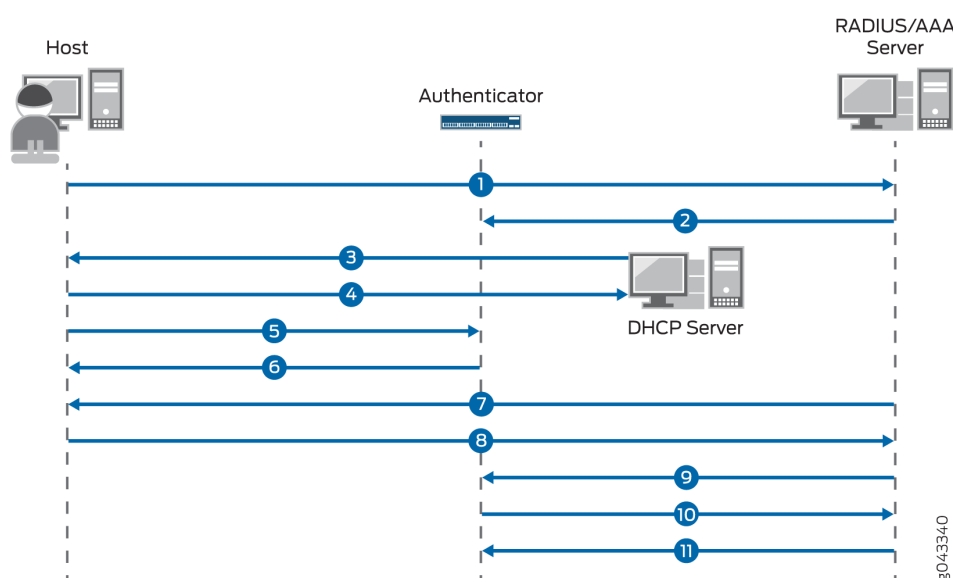 RADIUS/AAA
Server
Host
Authenticator
1
2
3
4
DHCP Server
5
6
7
8
9
10
11
g043340